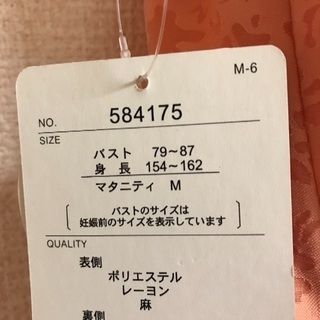 M-6
NO. 584175
SIZE
バスト 79~87
身長 154~162
マタニティ M
バストのサイズは
妊娠前のサイズを表示しています
QUALITY
表側
ポリエステル
レーヨン
麻
裏側